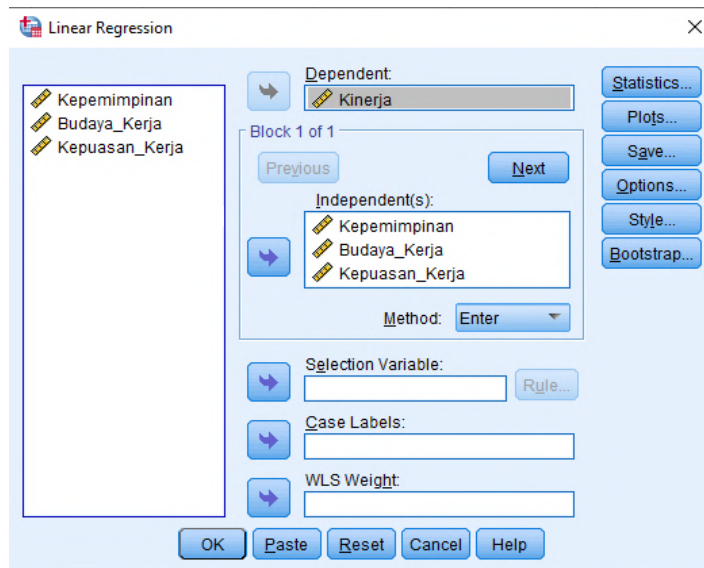 Linear Regression
Kepemimpinan
Budaya_Kerja
Kepuasan_Kerja
Dependent:
Kinerja
Block 1 of 1
Previous
Next
Independent(s):
Kepemimpinan
Budaya_Kerja
Kepuasan_Kerja
Method: Enter
Selection Variable:
Rule...
Case Labels:
WLS Weight:
Statistics...
Plots...
Save...
Options...
Style...
Bootstrap...
OK Paste Reset Cancel Help